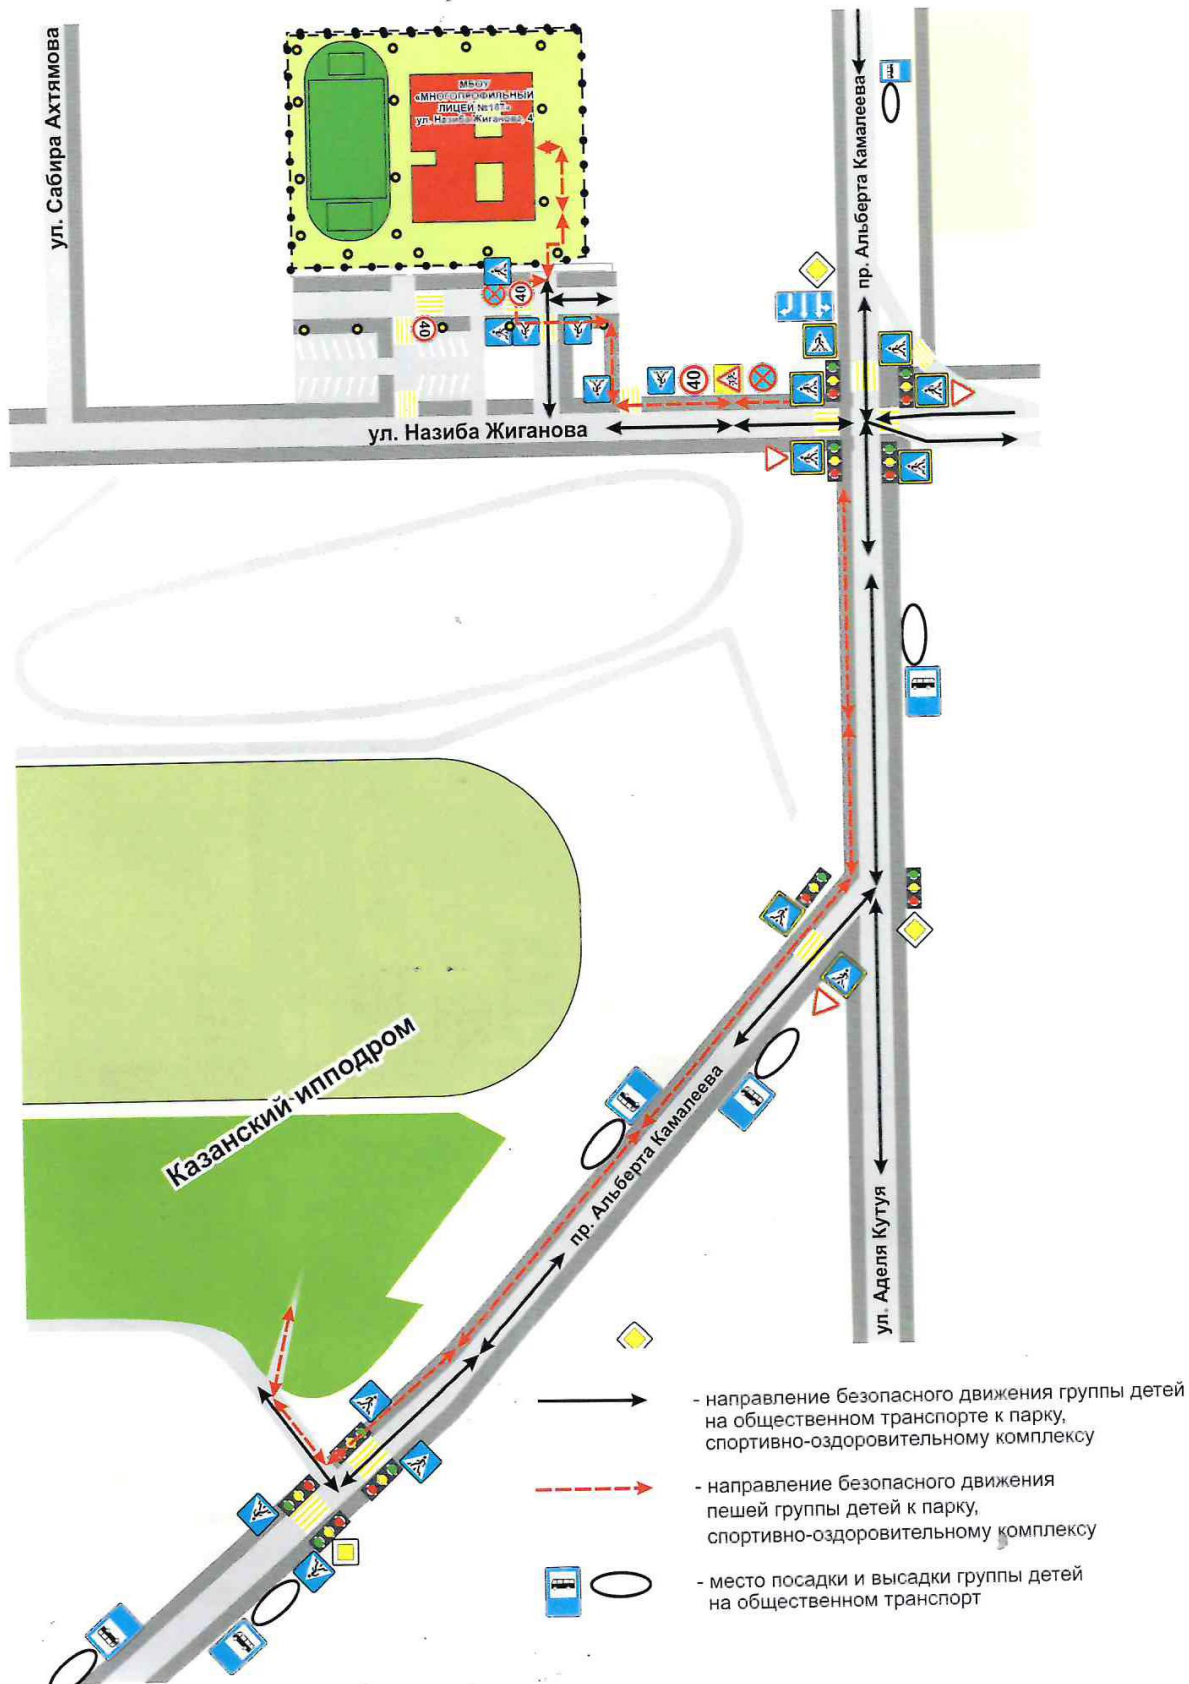 ул. Сабира Ахтямова
МБОУ
«МНОГОПРОФИЛЬНЫЙ
ЛИЦЕЙ №187»
ул. Назиба Жиганова, 4
пр. Альберта Камалеева
40
40
40
ул. Назиба Жиганова
Казанский ипподром
пр. Альберта Камалеева
ул. Аделя Кутуя
- направление безопасного движения группы детей
на общественном транспорте к парку,
спортивно-оздоровительному комплексу
- направление безопасного движения
пешей группы детей к парку,
спортивно-оздоровительному комплексу
- место посадки и высадки группы детей
на общественном транспорт